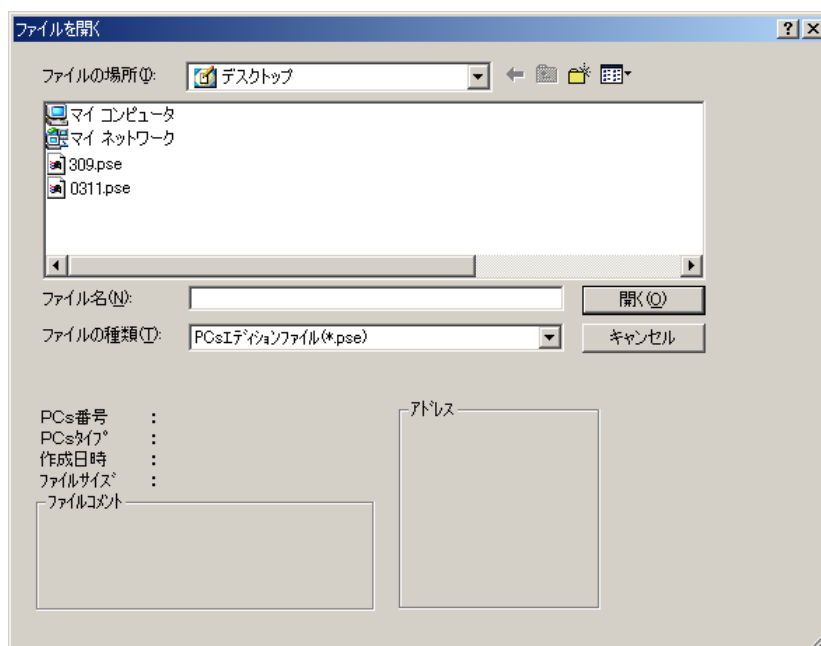 ファイルを開く
ファイルの場所(I):
デスクトップ
マイ コンピュータ
マイ ネットワーク
309.pse
0311.pse
ファイル名(N):
開く(O)
ファイルの種類(T):
PCsｴﾃﾞｨｼｮﾝﾌｧｲﾙ(*.pse)
キャンセル
PCs番号 :
PCsﾀｲﾌﾟ :
作成日時 :
ﾌｧｲﾙｻｲｽﾞ :
ﾌｧｲﾙｺﾒﾝﾄ
ｱﾄﾞﾚｽ